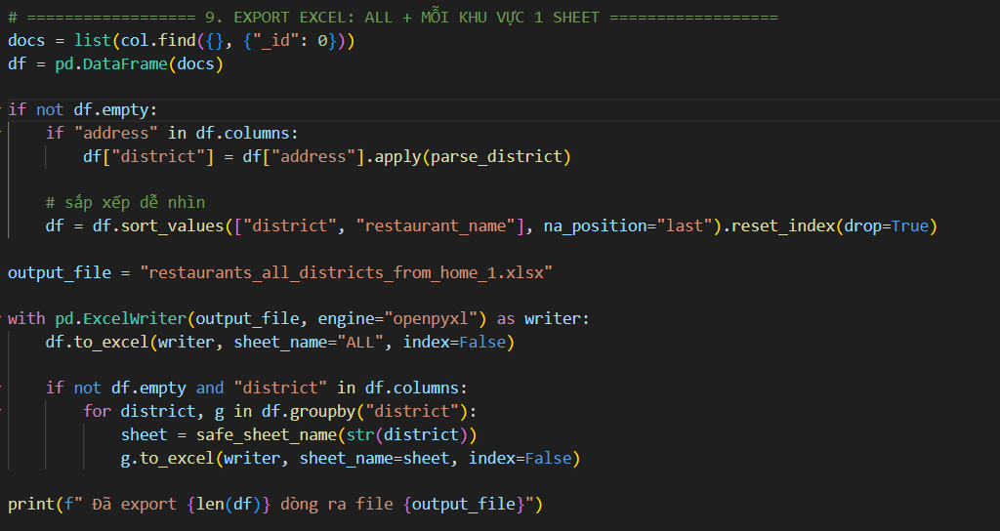 # ================== 9. EXPORT EXCEL: ALL + MỖI KHU VỰC 1 SHEET ==================
docs = list(col.find({}, {"_id": 0}))
df = pd.DataFrame(docs)
if not df.empty:
    if "address" in df.columns:
        df["district"] = df["address"].apply(parse_district)
    # sắp xếp dễ nhìn
    df = df.sort_values(["district", "restaurant_name"], na_position="last").reset_index(drop=True)
output_file = "restaurants_all_districts_from_home_1.xlsx"
with pd.ExcelWriter(output_file, engine="openpyxl") as writer:
    df.to_excel(writer, sheet_name="ALL", index=False)
    if not df.empty and "district" in df.columns:
        for district, g in df.groupby("district"):
            sheet = safe_sheet_name(str(district))
            g.to_excel(writer, sheet_name=sheet, index=False)
print(f" Đã export {len(df)} dòng ra file {output_file}")